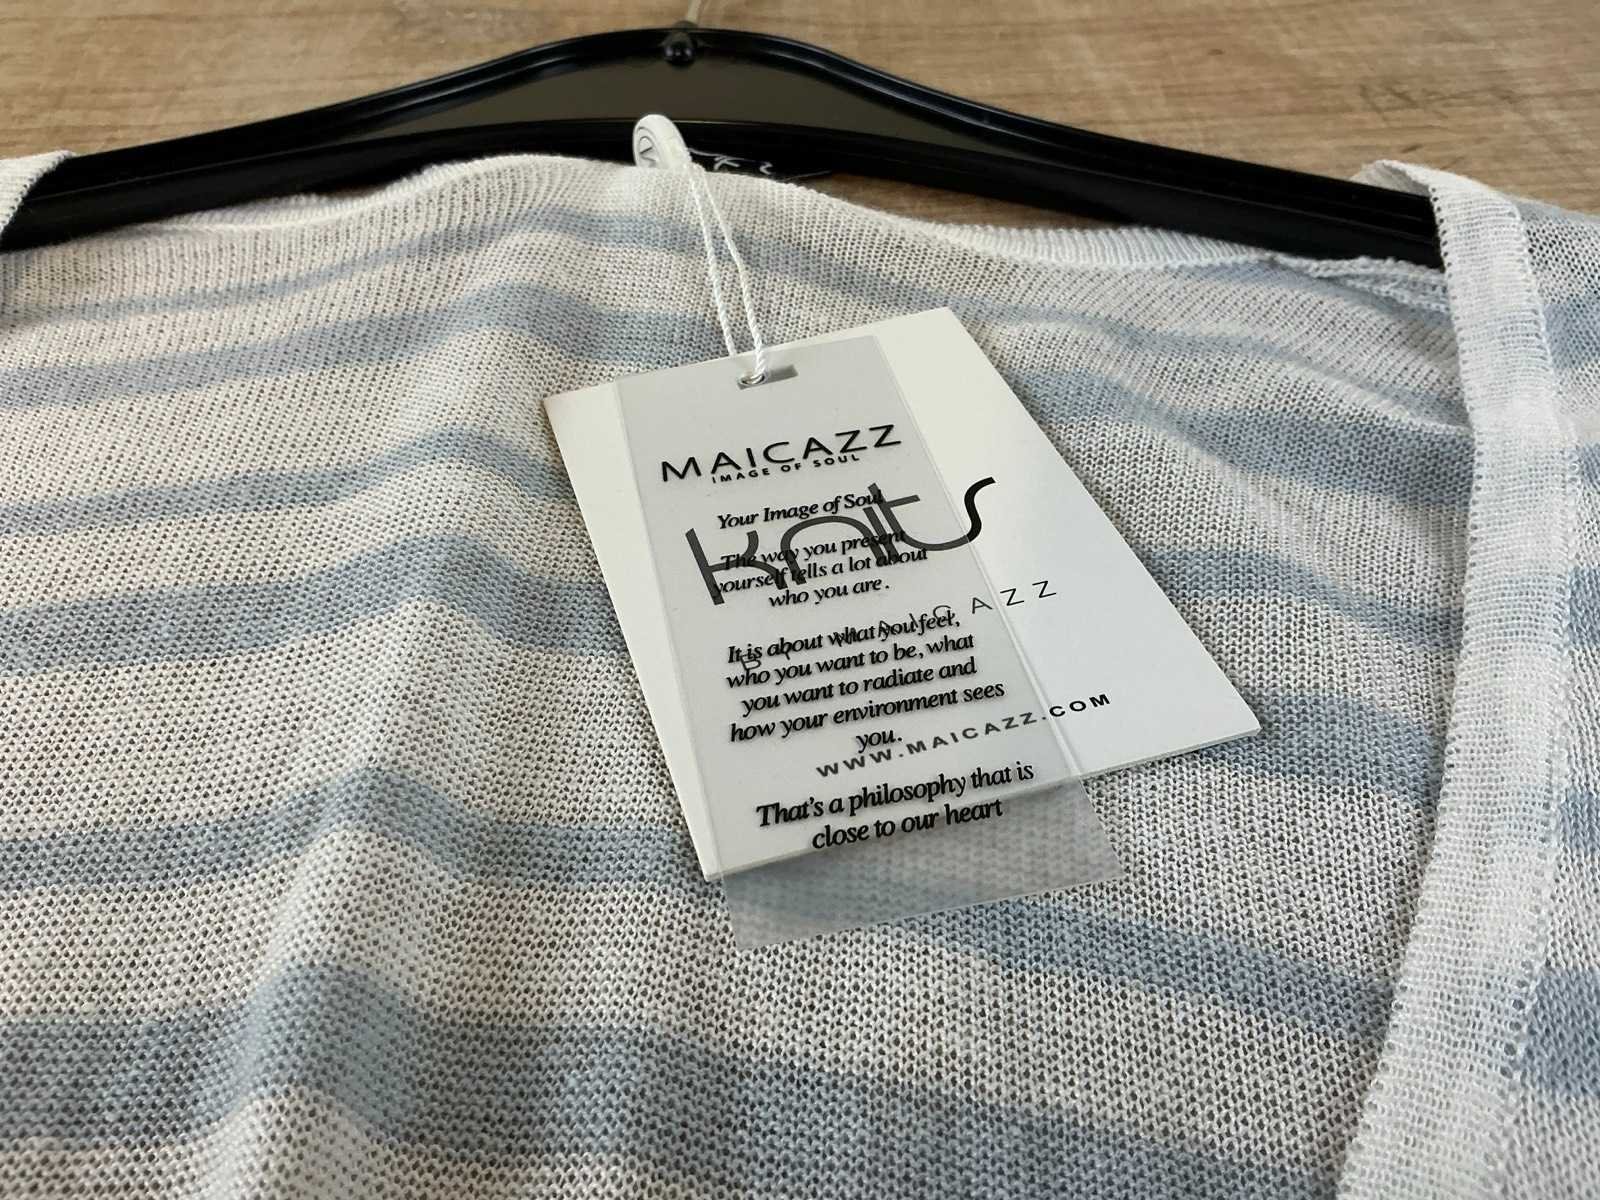 MAICAZZ
IMAGE OF SOUL
Your Image of Soul
knits
The way you present
yourself tells a lot about
who you are.
BY MAICAZZ
It is about what you feel,
who you want to be, what
you want to radiate and
how your environment sees
you.
WWW.MAICAZZ.COM
That's a philosophy that is
close to our heart